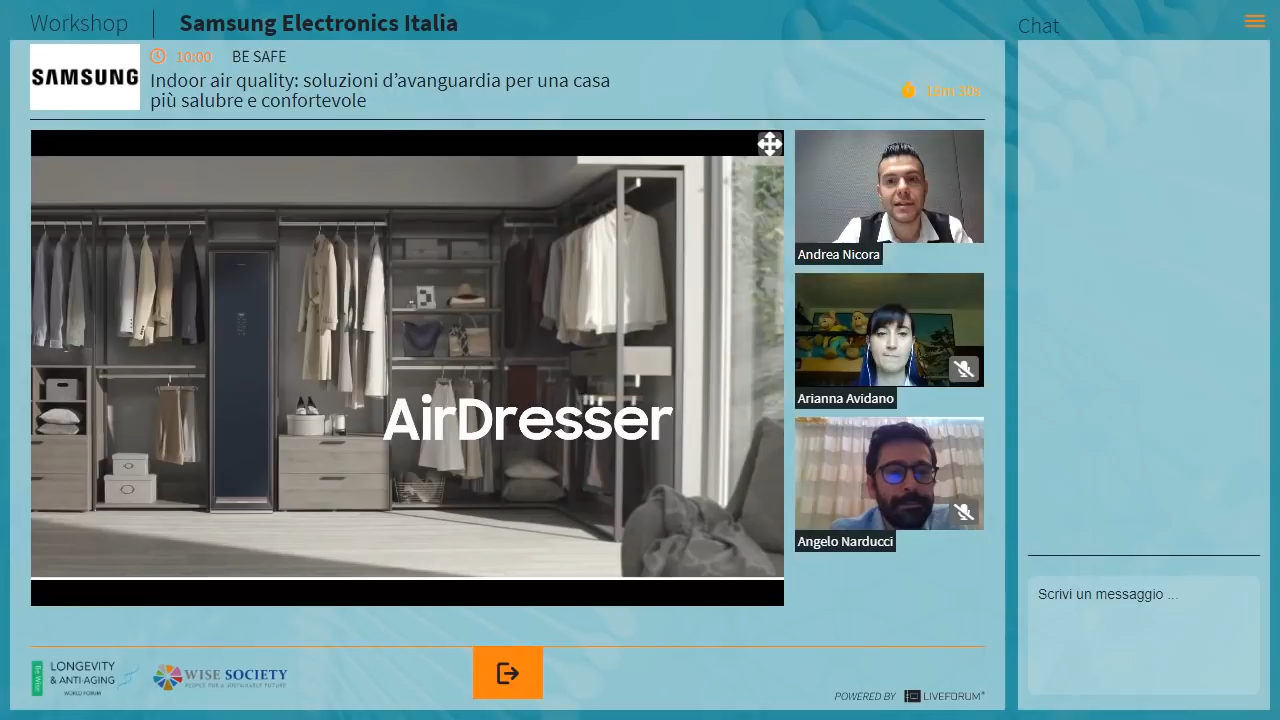 Workshop
Samsung Electronics Italia
Chat
SAMSUNG
10:00
BE SAFE
Indoor air quality: soluzioni d'avanguardia per una casa
più salubre e confortevole
15m 30s
AirDresser
Andrea Nicora
Arianna Avidano
Angelo Narducci
Scrivi un messaggio ...
Be Wise
LONGEVITY
& ANTI-AGING
WORLD FORUM
WISE SOCIETY
PEOPLE FOR A SUSTAINABLE FUTURE
POWERED BY
LIVEFORUM